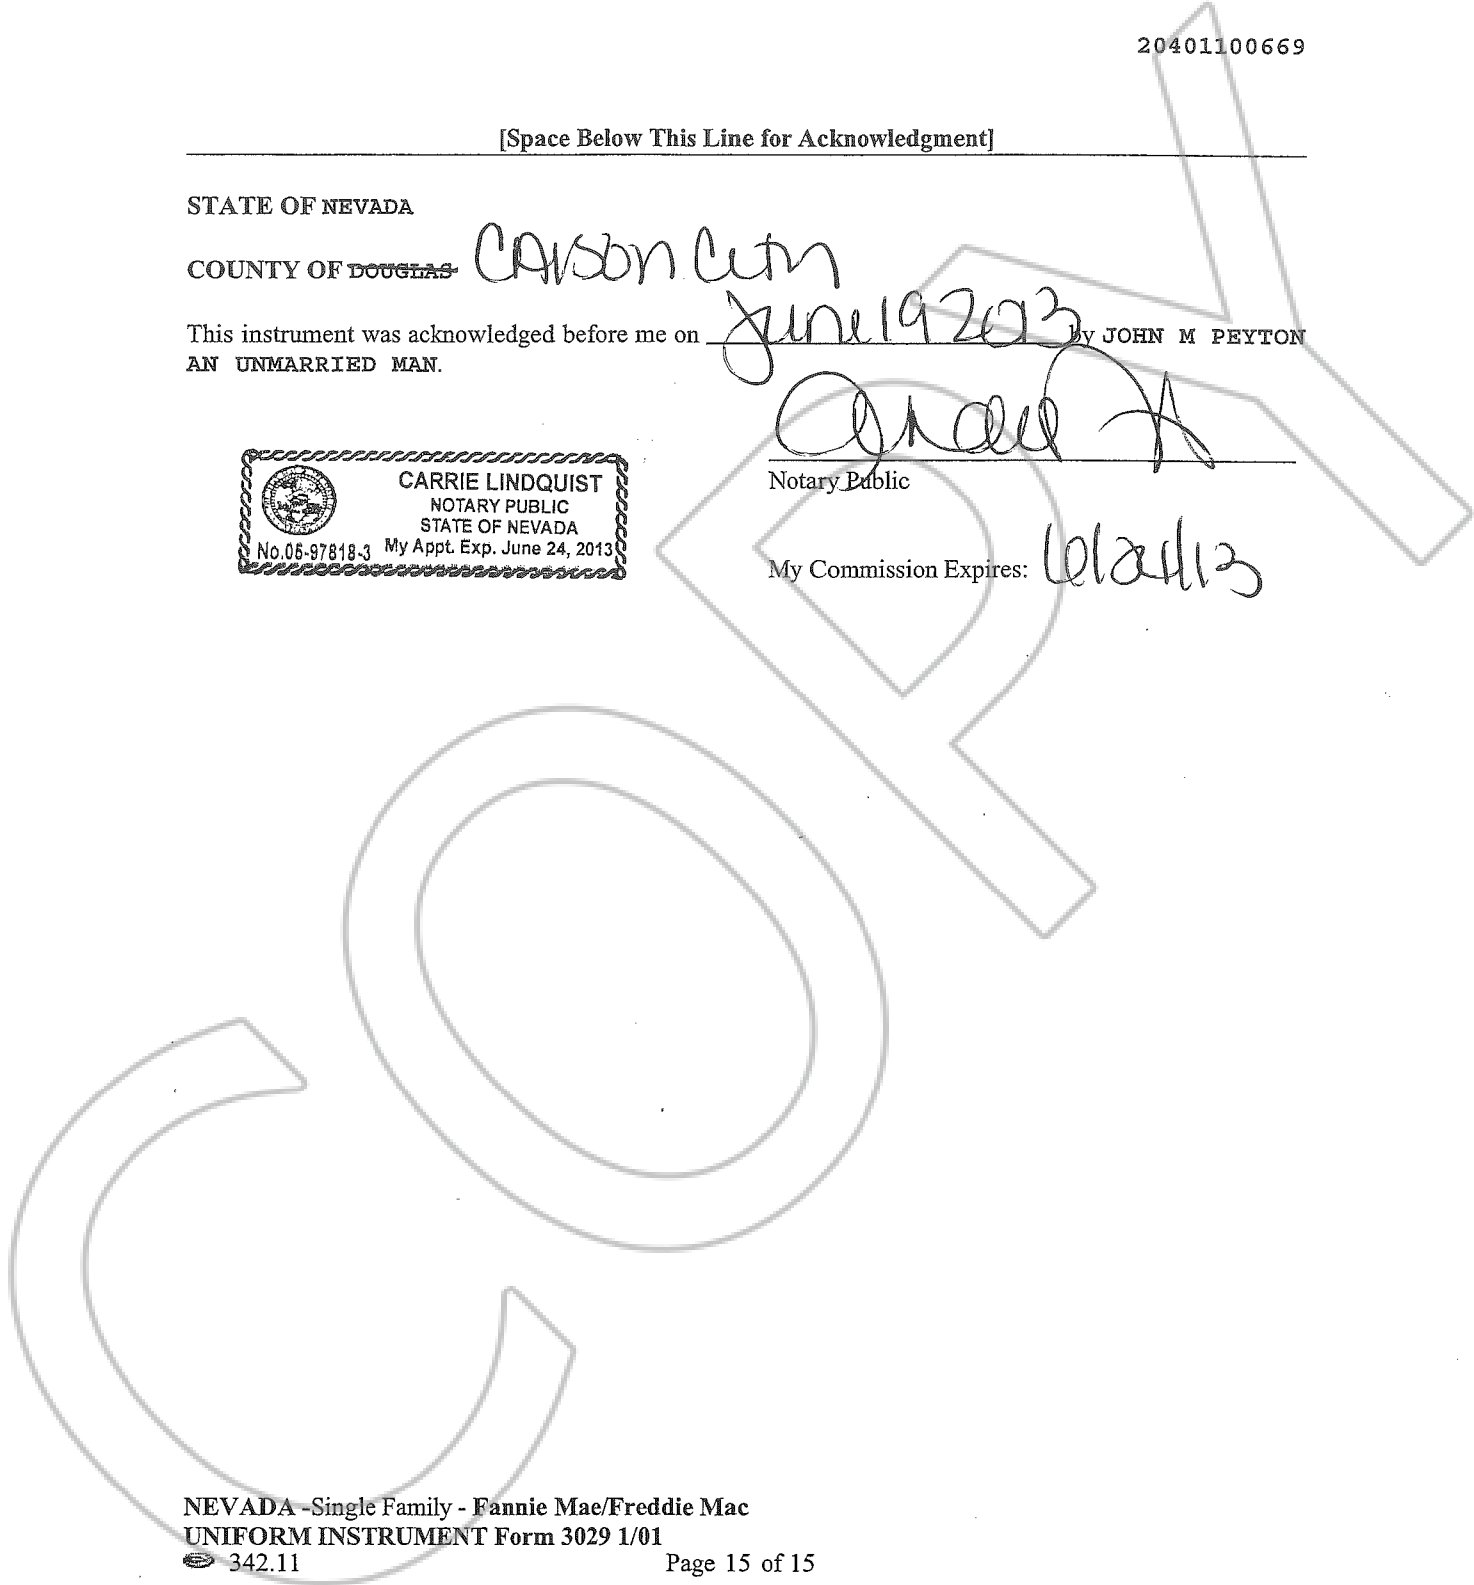 20401100669
[Space Below This Line for Acknowledgment]
STATE OF NEVADA
COUNTY OF DOUGLAS Carson City
This instrument was acknowledged before me on June 19 2013 by JOHN M PEYTON
AN UNMARRIED MAN.
CARRIE LINDQUIST
NOTARY PUBLIC
STATE OF NEVADA
No.05-97818-3 My Appt. Exp. June 24, 2013
Notary Public
My Commission Expires: 6/24/13
COPY
NEVADA -Single Family - Fannie Mae/Freddie Mac
UNIFORM INSTRUMENT Form 3029 1/01
342.11 Page 15 of 15